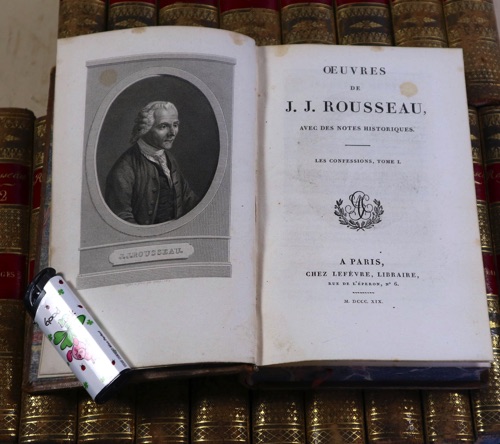 J.J. ROUSSEAU.
ŒUVRES
DE
J. J. ROUSSEAU,
AVEC DES NOTES HISTORIQUES.
LES CONFESSIONS, TOME I.
A PARIS,
CHEZ LEFÈVRE, LIBRAIRE,
RUE DE L'ÉPERON, Nº 6.
M. DCCC. XIX.